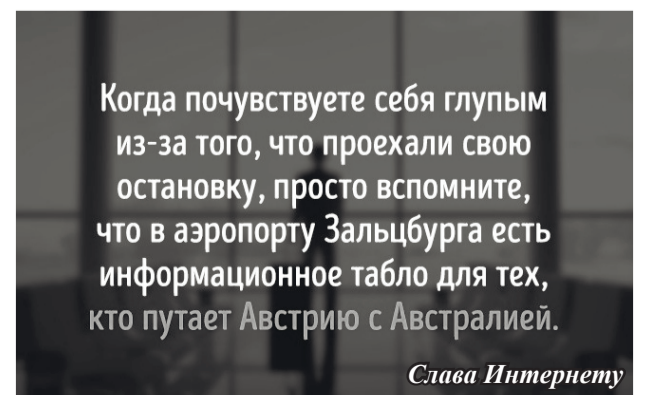 Когда почувствуете себя глупым
из-за того, что проехали свою
остановку, просто вспомните,
что в аэропорту Зальцбурга есть
информационное табло для тех,
кто путает Австрию с Австралией.
Слава Интернету